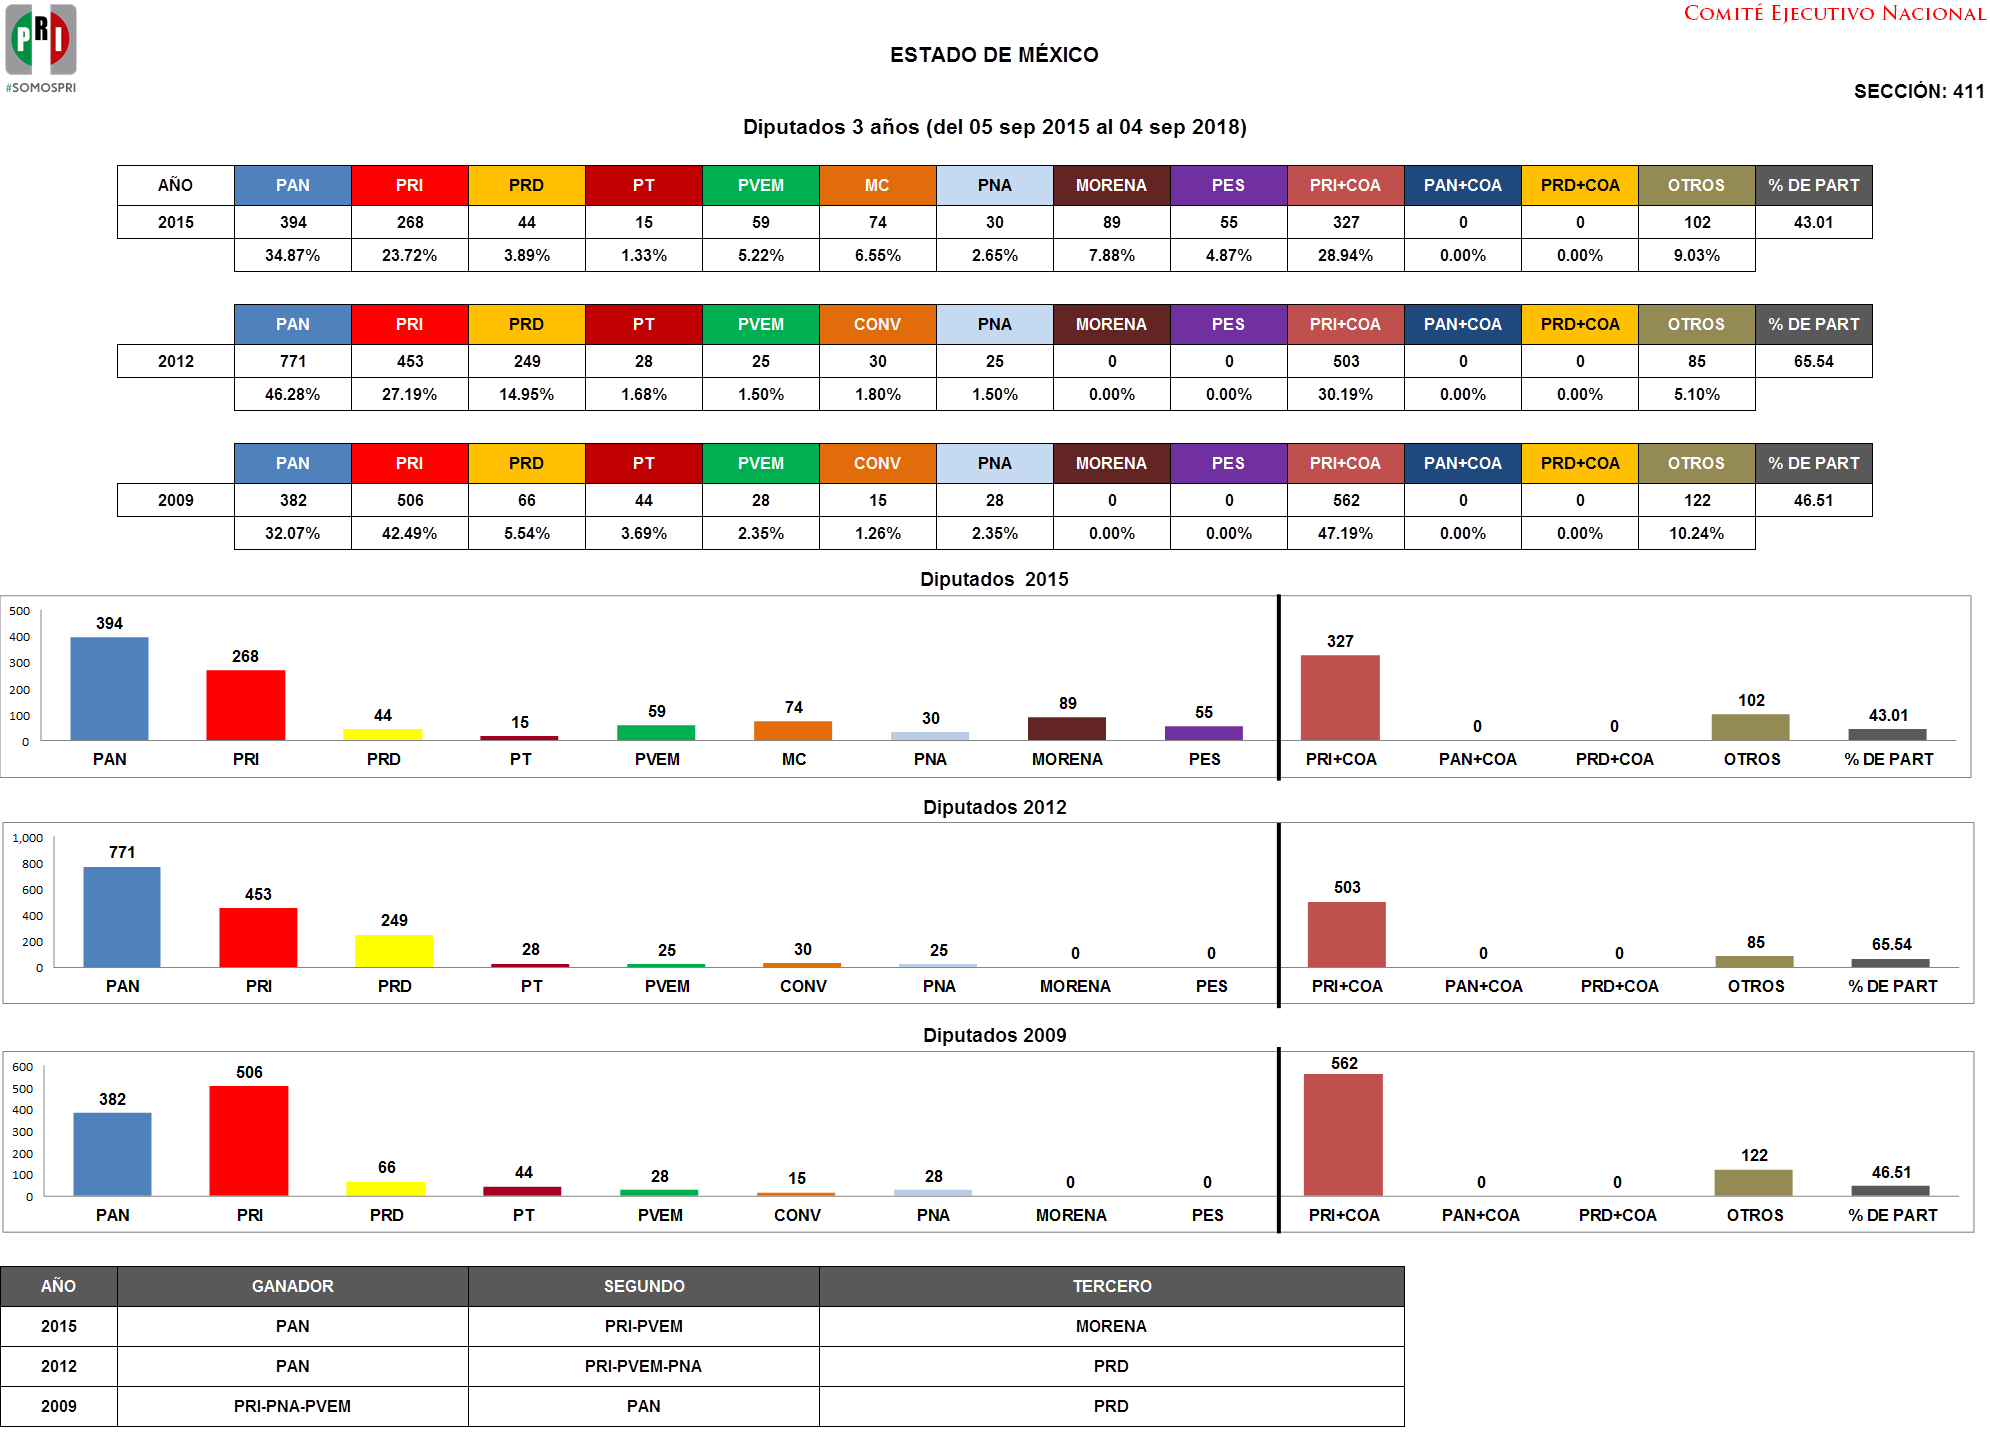 PRI
#SOMOSPRI
COMITÉ EJECUTIVO NACIONAL
ESTADO DE MÉXICO
SECCIÓN: 411
Diputados 3 años (del 05 sep 2015 al 04 sep 2018)
AÑO PAN PRI PRD PT PVEM MC PNA MORENA PES PRI+COA PAN+COA PRD+COA OTROS % DE PART
2015 394 268 44 15 59 74 30 89 55 327 0 0 102 43.01
34.87% 23.72% 3.89% 1.33% 5.22% 6.55% 2.65% 7.88% 4.87% 28.94% 0.00% 0.00% 9.03%
PAN PRI PRD PT PVEM CONV PNA MORENA PES PRI+COA PAN+COA PRD+COA OTROS % DE PART
2012 771 453 249 28 25 30 25 0 0 503 0 0 85 65.54
46.28% 27.19% 14.95% 1.68% 1.50% 1.80% 1.50% 0.00% 0.00% 30.19% 0.00% 0.00% 5.10%
PAN PRI PRD PT PVEM CONV PNA MORENA PES PRI+COA PAN+COA PRD+COA OTROS % DE PART
2009 382 506 66 44 28 15 28 0 0 562 0 0 122 46.51
32.07% 42.49% 5.54% 3.69% 2.35% 1.26% 2.35% 0.00% 0.00% 47.19% 0.00% 0.00% 10.24%
Diputados 2015
500
400
300
200
100
0
394 268 44 15 59 74 30 89 55 327 0 0 102 43.01
PAN PRI PRD PT PVEM MC PNA MORENA PES PRI+COA PAN+COA PRD+COA OTROS % DE PART
Diputados 2012
1,000
800
600
400
200
0
771 453 249 28 25 30 25 0 0 503 0 0 85 65.54
PAN PRI PRD PT PVEM CONV PNA MORENA PES PRI+COA PAN+COA PRD+COA OTROS % DE PART
Diputados 2009
600
500
400
300
200
100
0
382 506 66 44 28 15 28 0 0 562 0 0 122 46.51
PAN PRI PRD PT PVEM CONV PNA MORENA PES PRI+COA PAN+COA PRD+COA OTROS % DE PART
AÑO GANADOR SEGUNDO TERCERO
2015 PAN PRI-PVEM MORENA
2012 PAN PRI-PVEM-PNA PRD
2009 PRI-PNA-PVEM PAN PRD